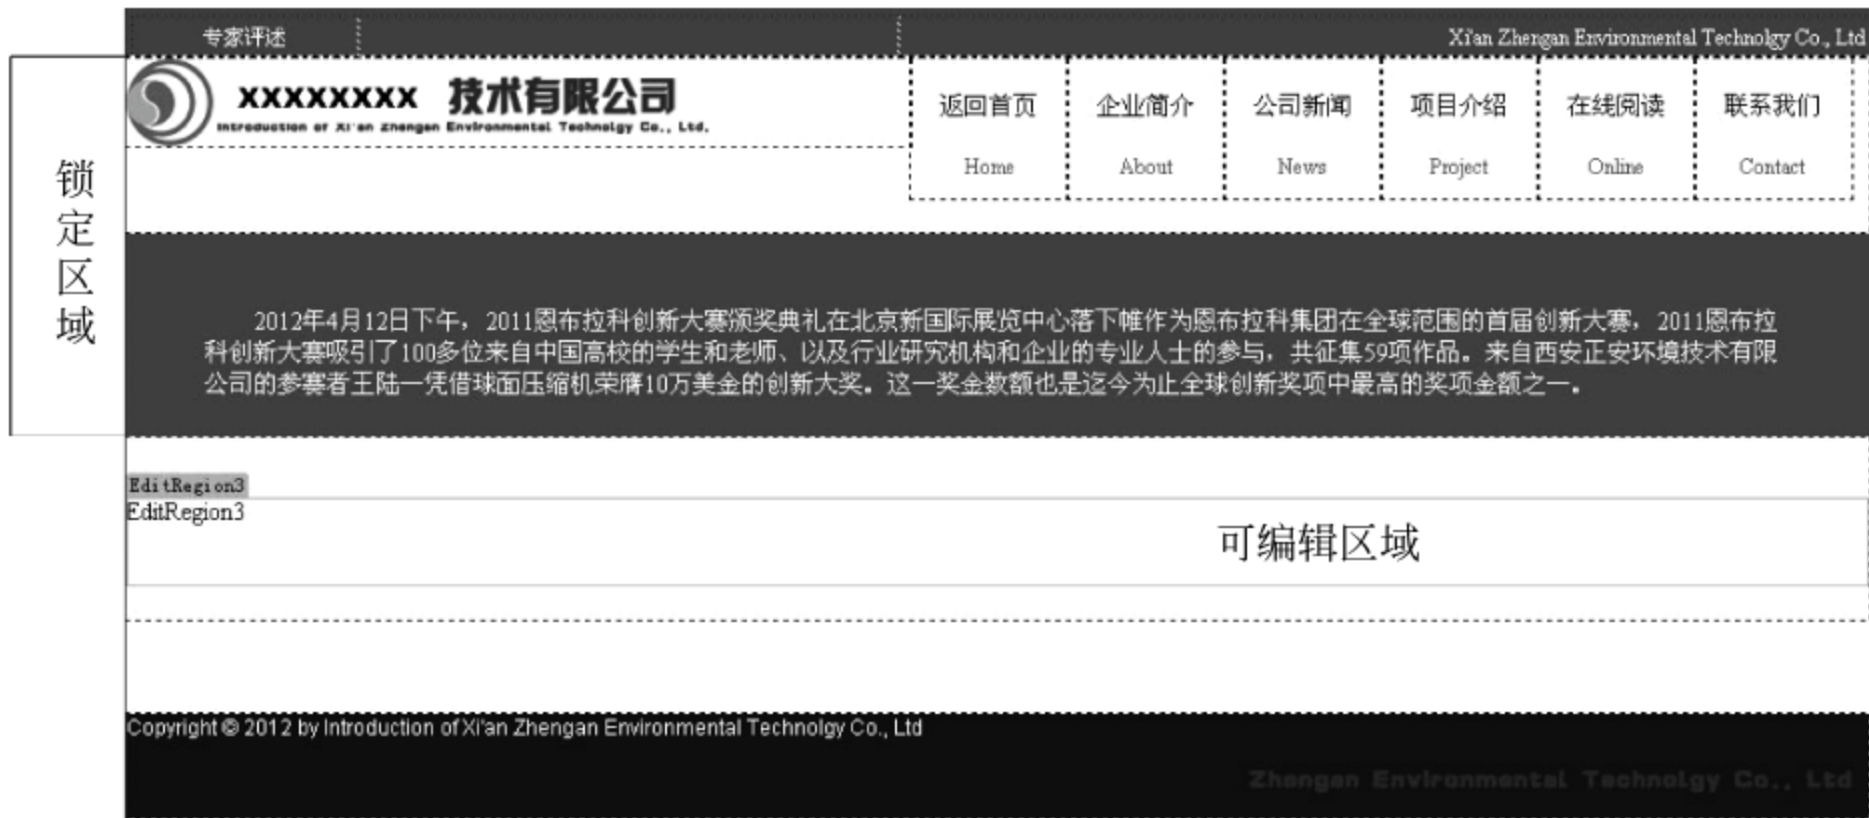 专家评述
Xi'an Zhengan Environmental Technolgy Co., Ltd
xxxxxxxx 技术有限公司
Introduction of Xi'an Zhengan Environmental Technolgy Co., Ltd.
返回首页 企业简介 公司新闻 项目介绍 在线阅读 联系我们
Home About News Project Online Contact
锁定区域
2012年4月12日下午，2011恩布拉科创新大赛颁奖典礼在北京新国际展览中心落下帷作为恩布拉科集团在全球范围的首届创新大赛，2011恩布拉
科创新大赛吸引了100多位来自中国高校的学生和老师、以及行业研究机构和企业的专业人士的参与，共征集59项作品。来自西安正安环境技术有限
公司的参赛者王陆一凭借球面压缩机荣膺10万美金的创新大奖。这一奖金数额也是迄今为止全球创新奖项中最高的奖项金额之一。
EditRegion3
EditRegion3
可编辑区域
Copyright © 2012 by Introduction of Xi'an Zhengan Environmental Technolgy Co., Ltd
Zhengan Environmental Technolgy Co., Ltd